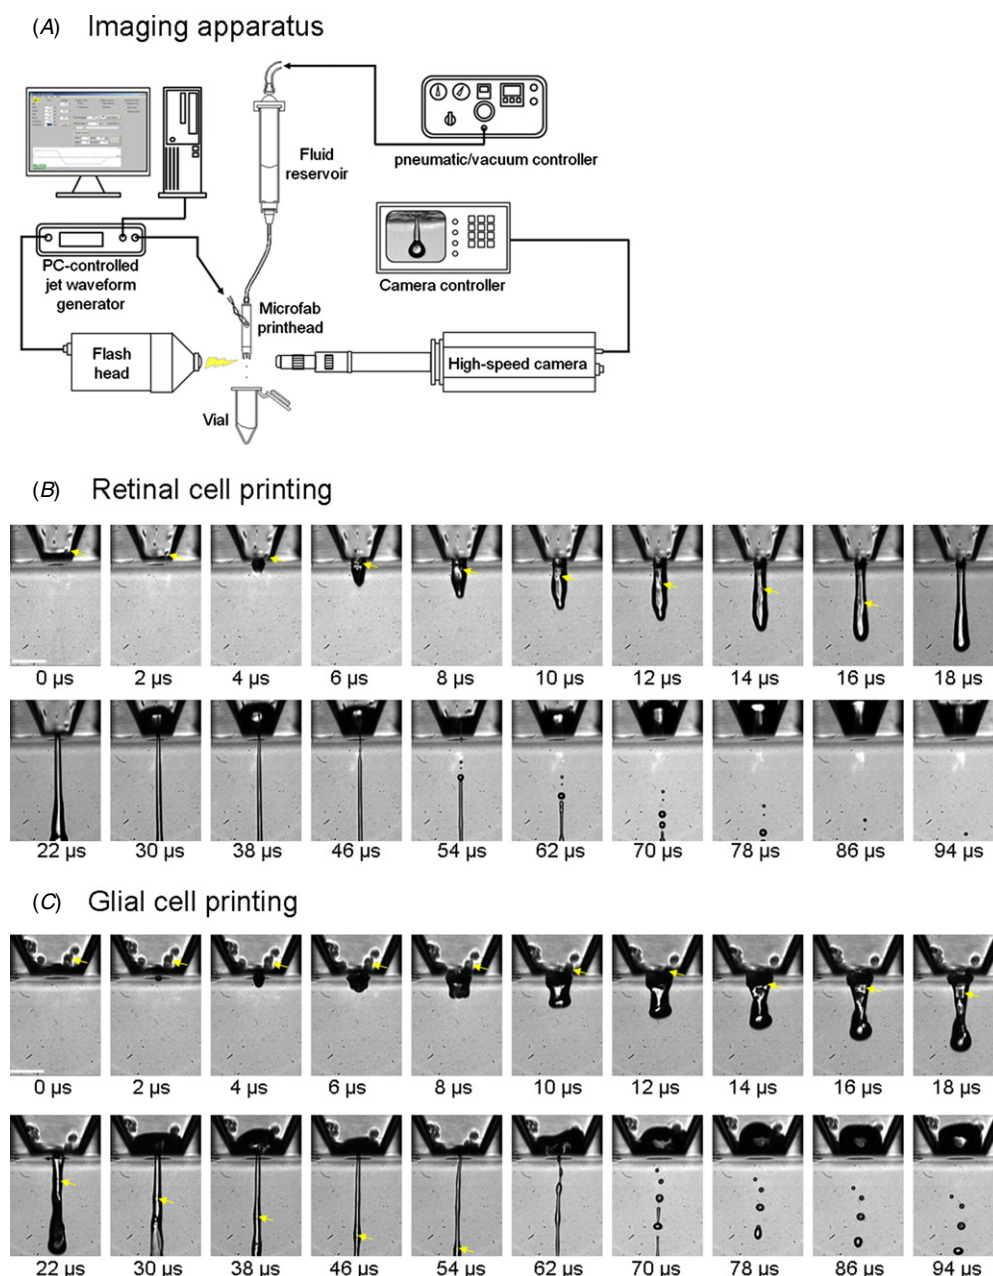 (A) Imaging apparatus
Fluid
reservoir
pneumatic/vacuum controller
PC-controlled
jet waveform
generator
Camera controller
Microfab
printhead
Flash
head
High-speed camera
Vial
(B) Retinal cell printing
0 µs 2 µs 4 µs 6 µs 8 µs 10 µs 12 µs 14 µs 16 µs 18 µs
22 µs 30 µs 38 µs 46 µs 54 µs 62 µs 70 µs 78 µs 86 µs 94 µs
(C) Glial cell printing
0 µs 2 µs 4 µs 6 µs 8 µs 10 µs 12 µs 14 µs 16 µs 18 µs
22 µs 30 µs 38 µs 46 µs 54 µs 62 µs 70 µs 78 µs 86 µs 94 µs